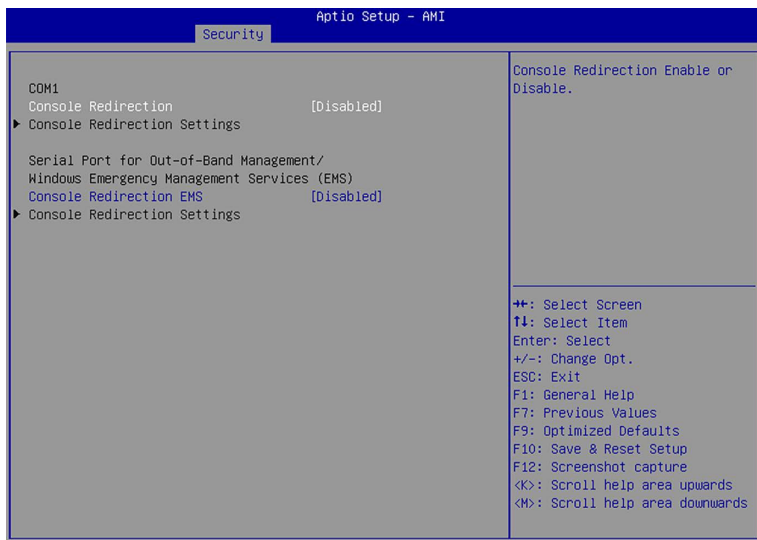 Aptio Setup - AMI
Security
COM1
Console Redirection [Disabled]
Console Redirection Settings
Serial Port for Out-of-Band Management/
Windows Emergency Management Services (EMS)
Console Redirection EMS [Disabled]
Console Redirection Settings
Console Redirection Enable or
Disable.
→←: Select Screen
↑↓: Select Item
Enter: Select
+/-: Change Opt.
ESC: Exit
F1: General Help
F7: Previous Values
F9: Optimized Defaults
F10: Save & Reset Setup
F12: Screenshot capture
<K>: Scroll help area upwards
<M>: Scroll help area downwards